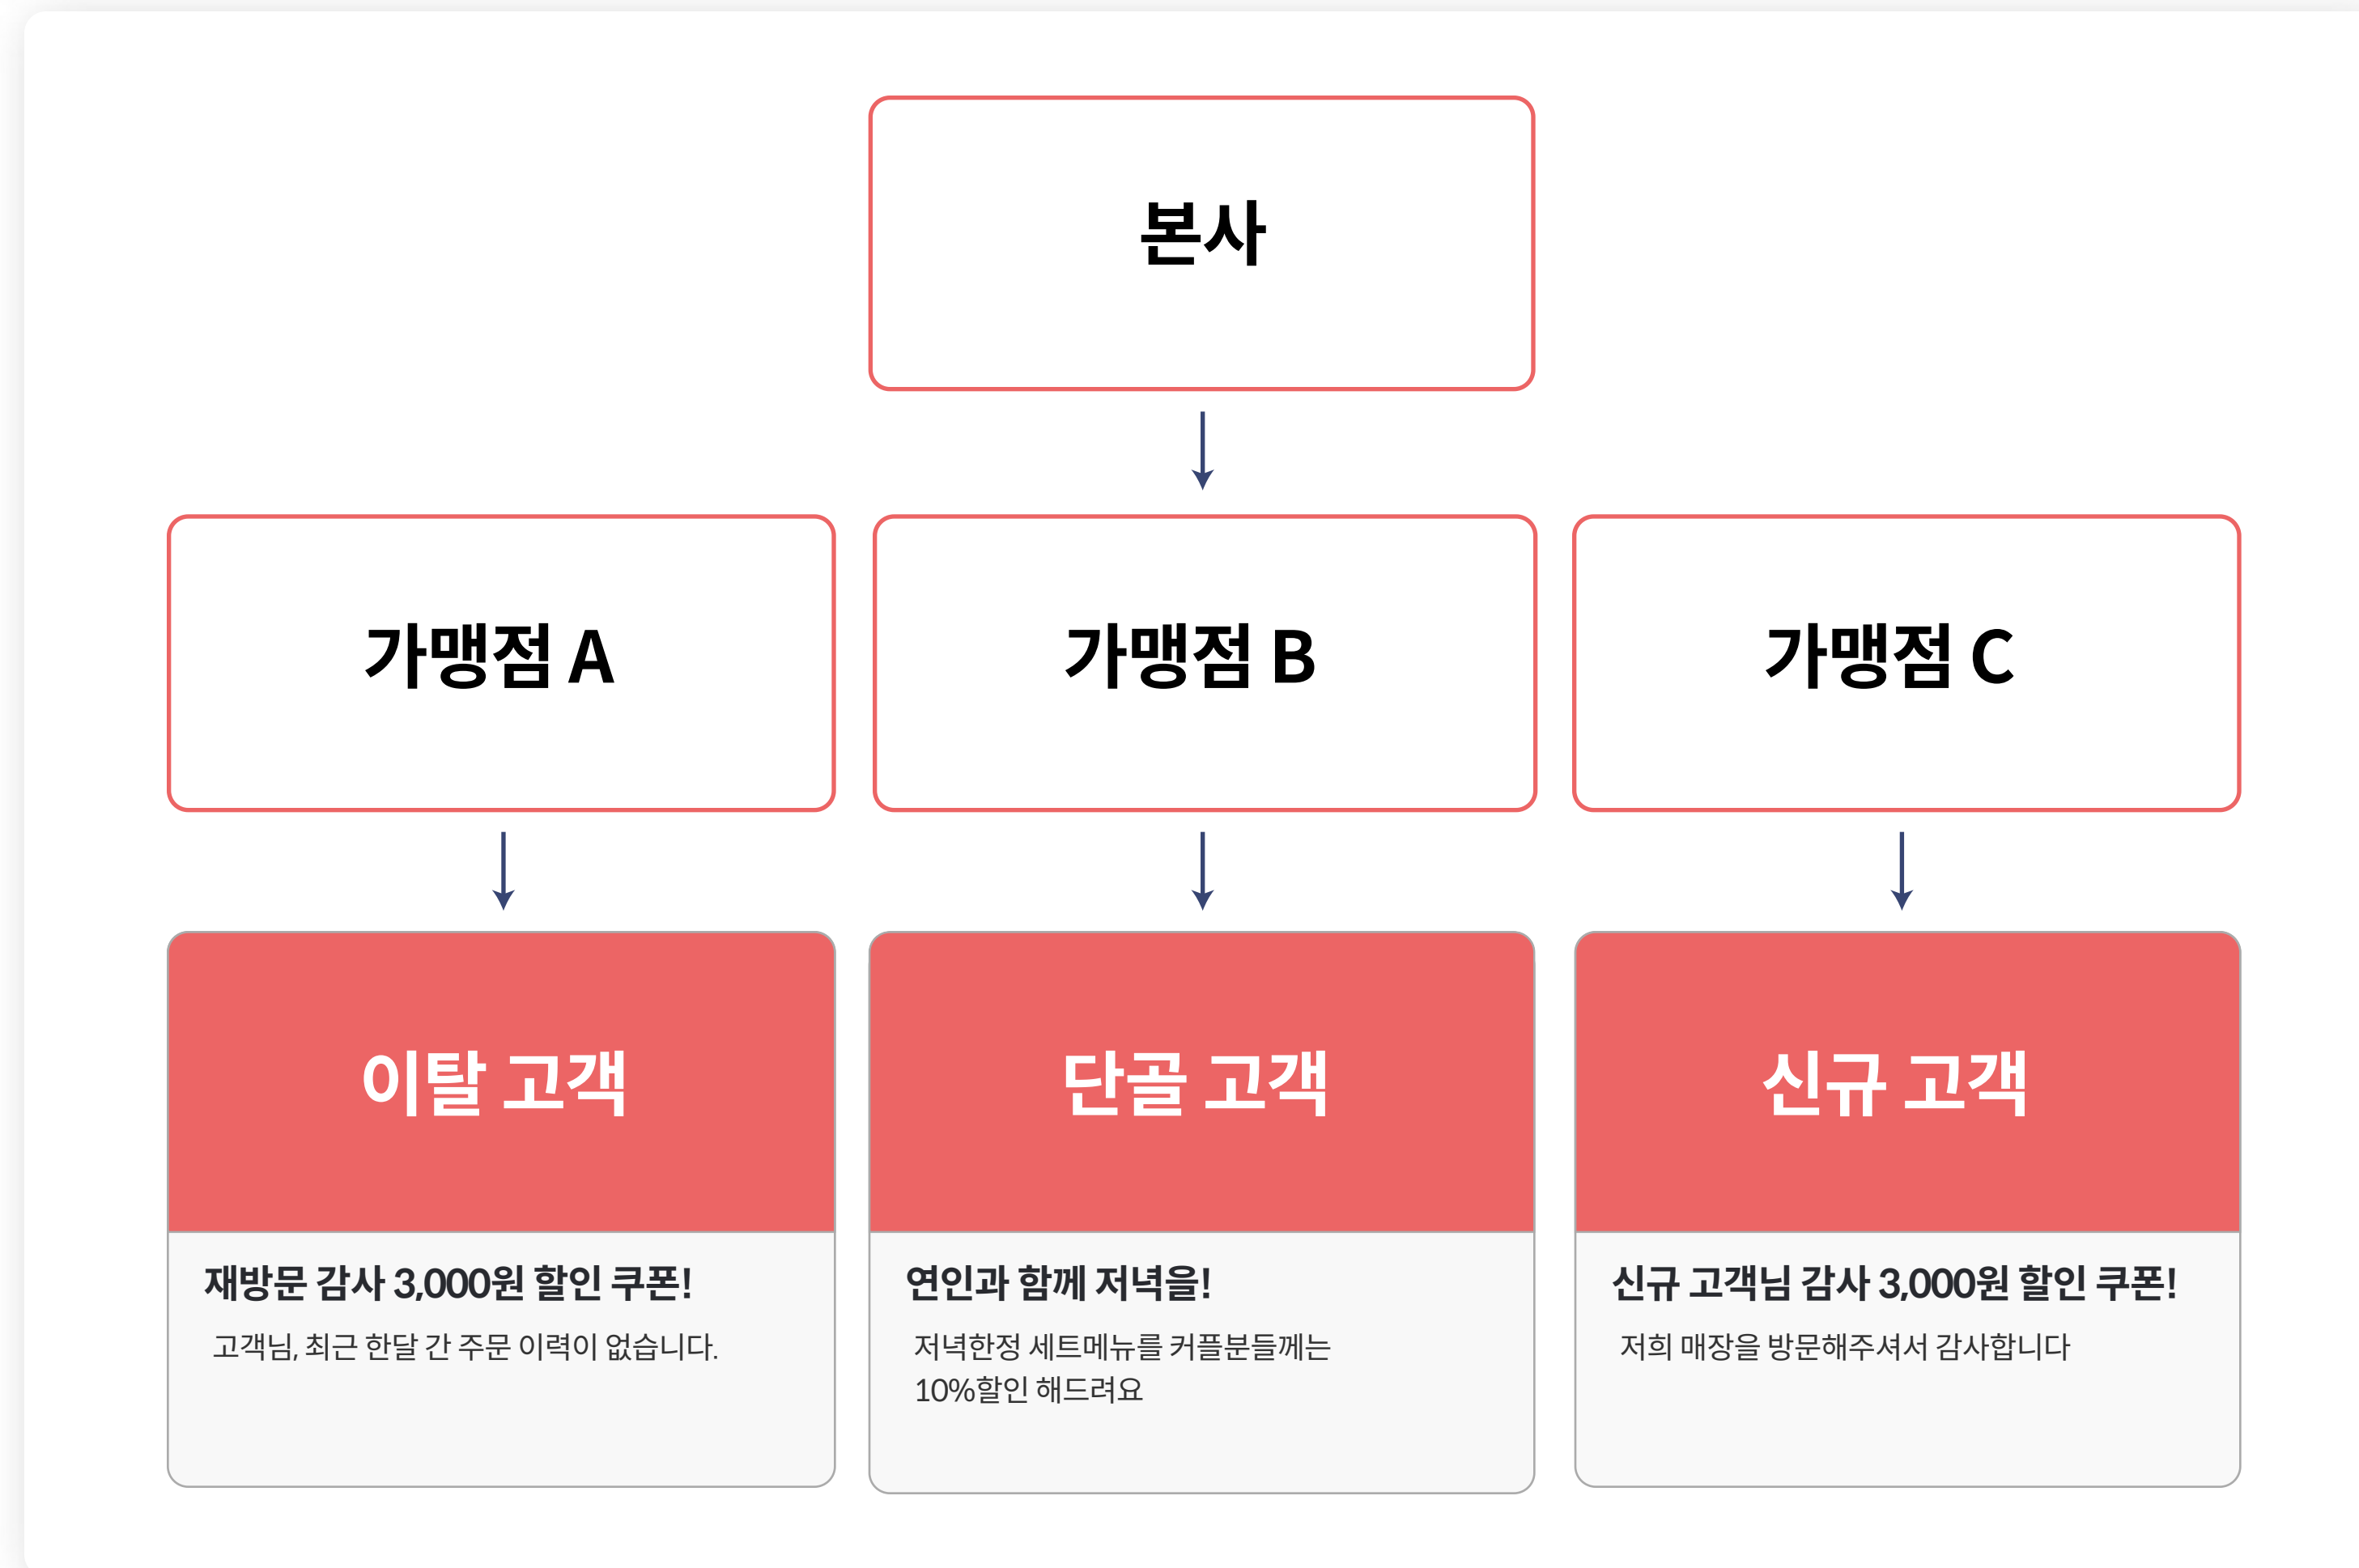 본사
가맹점 A
가맹점 B
가맹점 C
이탈 고객
재방문 감사 3,000원 할인 쿠폰!
고객님, 최근 한달 간 주문 이력이 없습니다.
단골 고객
연인과 함께 저녁을!
저녁한정 세트메뉴를 커플분들께는
10%할인 해드려요
신규 고객
신규 고객님 감사 3,000원 할인 쿠폰!
저희 매장을 방문해주셔서 감사합니다